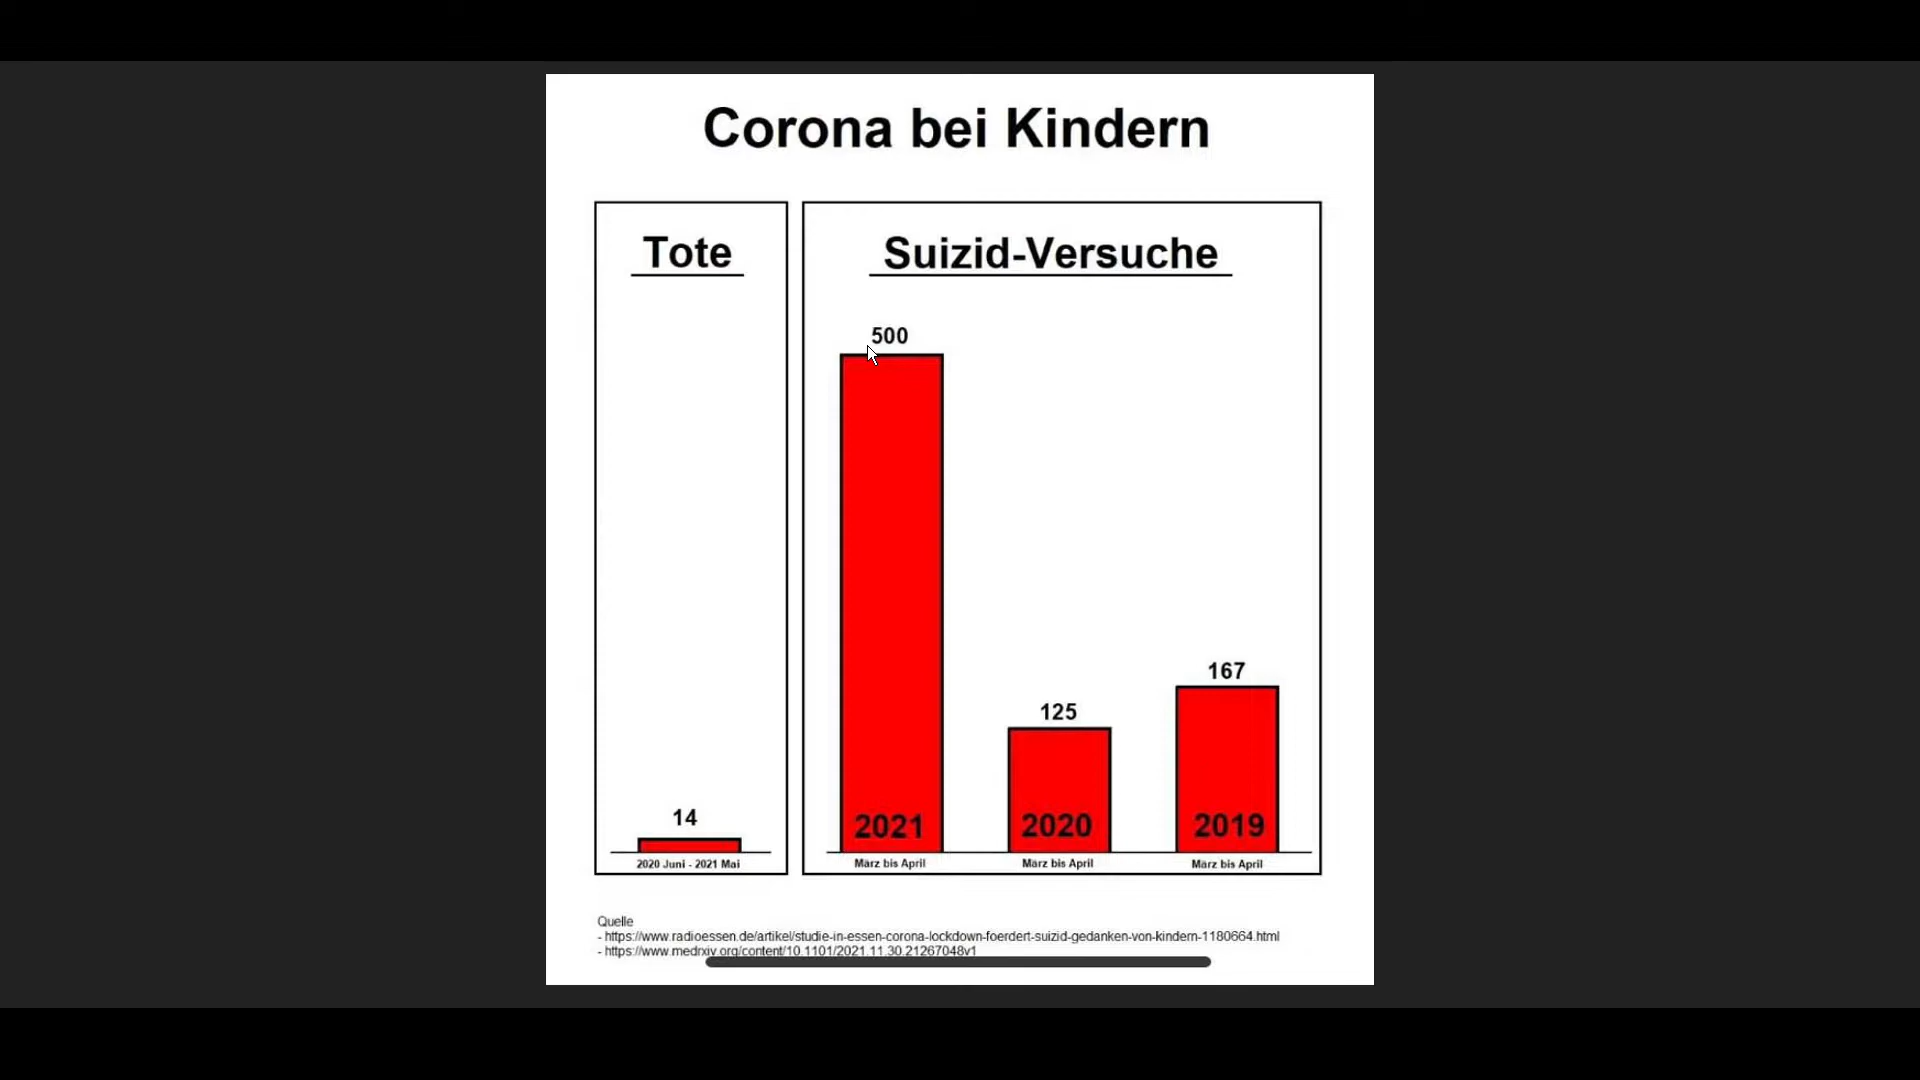 Corona bei Kindern
Tote
14
2020 Juni - 2021 Mai
Suizid-Versuche
500
125
167
2021
2020
2019
März bis April
März bis April
März bis April
Quelle
- https://www.radioessen.de/artikel/studie-in-essen-corona-lockdown-foerdert-suizid-gedanken-von-kindern-1180664.html
- https://www.medrxiv.org/content/10.1101/2021.11.30.21267048v1